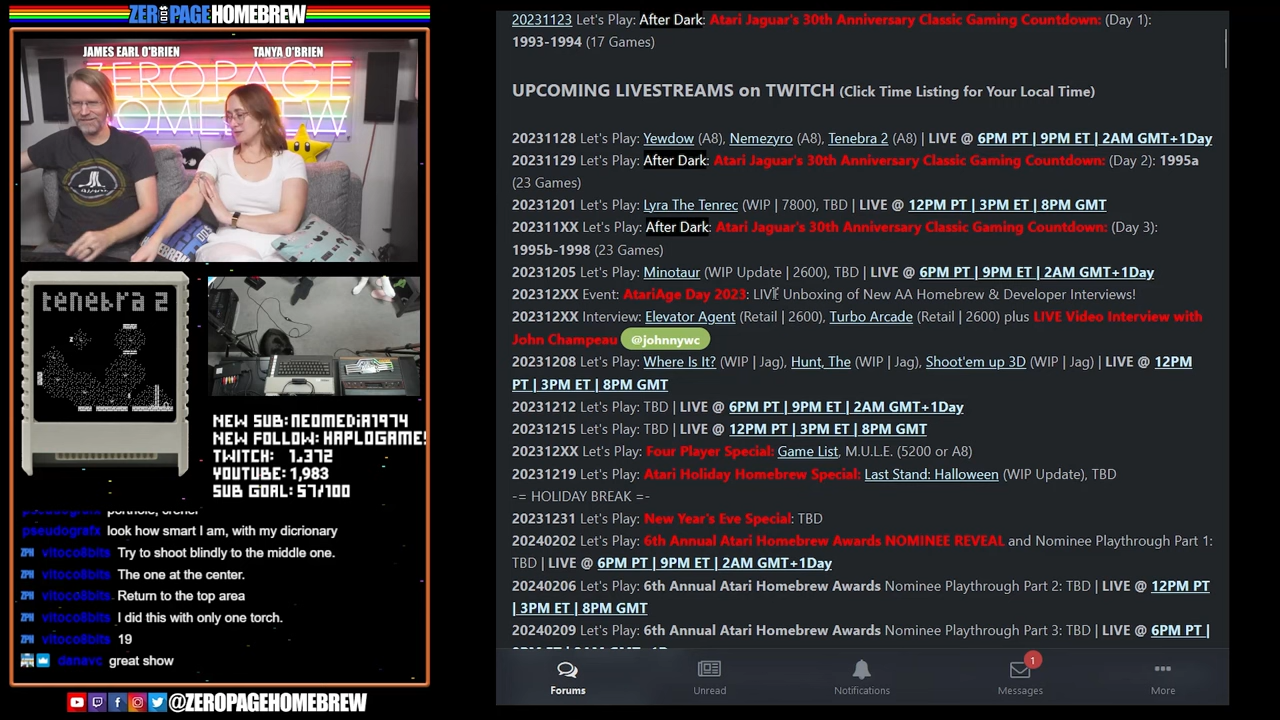 ZEROPAGEHOMEBREW
JAMES EARL O'BRIEN
TANYA O'BRIEN
ZEROPAGE
HOMEBREW
tenebra 2
NEW SUB:NEOMEDIA1974
NEW FOLLOW:HAPLOGAME!
TWITCH: 1,372
YOUTUBE: 1,983
SUB GOAL: 57/100
pseudografx
look how smart I am, with my dicrionary
vitoco8bits Try to shoot blindly to the middle one.
vitoco8bits The one at the center.
vitoco8bits Return to the top area
vitoco8bits I did this with only one torch.
vitoco8bits 19
danavc great show
@ZEROPAGEHOMEBREW
20231123 Let's Play: After Dark: Atari Jaguar's 30th Anniversary Classic Gaming Countdown: (Day 1):
1993-1994 (17 Games)
UPCOMING LIVESTREAMS on TWITCH (Click Time Listing for Your Local Time)
20231128 Let's Play: Yewdow (A8), Nemezyro (A8), Tenebra 2 (A8) | LIVE @ 6PM PT | 9PM ET | 2AM GMT+1Day
20231129 Let's Play: After Dark: Atari Jaguar's 30th Anniversary Classic Gaming Countdown: (Day 2): 1995a
(23 Games)
20231201 Let's Play: Lyra The Tenrec (WIP | 7800), TBD | LIVE @ 12PM PT | 3PM ET | 8PM GMT
202311XX Let's Play: After Dark: Atari Jaguar's 30th Anniversary Classic Gaming Countdown: (Day 3):
1995b-1998 (23 Games)
20231205 Let's Play: Minotaur (WIP Update | 2600), TBD | LIVE @ 6PM PT | 9PM ET | 2AM GMT+1Day
202312XX Event: AtariAge Day 2023: LIVE Unboxing of New AA Homebrew & Developer Interviews!
202312XX Interview: Elevator Agent (Retail | 2600), Turbo Arcade (Retail | 2600) plus LIVE Video Interview with
John Champeau @johnnywc
20231208 Let's Play: Where Is It? (WIP | Jag), Hunt, The (WIP | Jag), Shoot'em up 3D (WIP | Jag) | LIVE @ 12PM
PT | 3PM ET | 8PM GMT
20231212 Let's Play: TBD | LIVE @ 6PM PT | 9PM ET | 2AM GMT+1Day
20231215 Let's Play: TBD | LIVE @ 12PM PT | 3PM ET | 8PM GMT
202312XX Let's Play: Four Player Special: Game List, M.U.L.E. (5200 or A8)
20231219 Let's Play: Atari Holiday Homebrew Special: Last Stand: Halloween (WIP Update), TBD
-= HOLIDAY BREAK =-
20231231 Let's Play: New Year's Eve Special: TBD
20240202 Let's Play: 6th Annual Atari Homebrew Awards NOMINEE REVEAL and Nominee Playthrough Part 1:
TBD | LIVE @ 6PM PT | 9PM ET | 2AM GMT+1Day
20240206 Let's Play: 6th Annual Atari Homebrew Awards Nominee Playthrough Part 2: TBD | LIVE @ 12PM PT
| 3PM ET | 8PM GMT
20240209 Let's Play: 6th Annual Atari Homebrew Awards Nominee Playthrough Part 3: TBD | LIVE @ 6PM PT |
1
Forums
Unread
Notifications
Messages
More